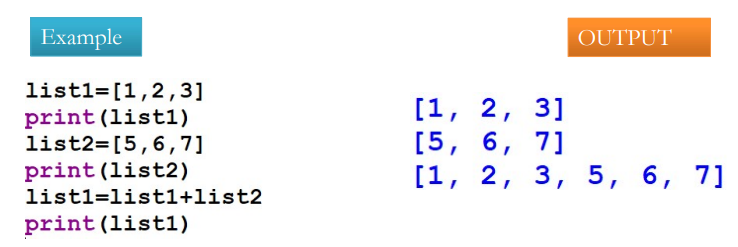 Example
list1=[1,2,3]
print(list1)
list2=[5,6,7]
print(list2)
list1=list1+list2
print(list1)
OUTPUT
[1, 2, 3]
[5, 6, 7]
[1, 2, 3, 5, 6, 7]